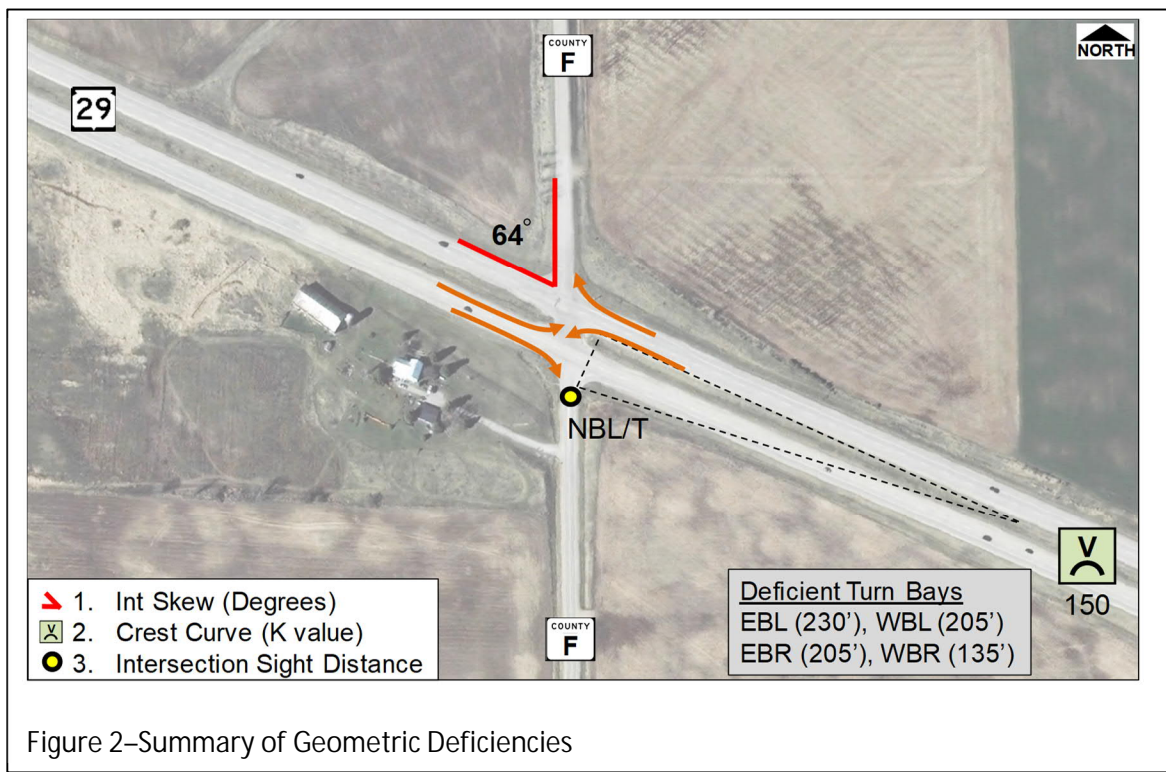 COUNTY
F
NORTH
29
64°
NBL/T
V
150
1. Int Skew (Degrees)
2. Crest Curve (K value)
3. Intersection Sight Distance
COUNTY
F
Deficient Turn Bays
EBL (230’), WBL (205’)
EBR (205’), WBR (135’)
Figure 2–Summary of Geometric Deficiencies